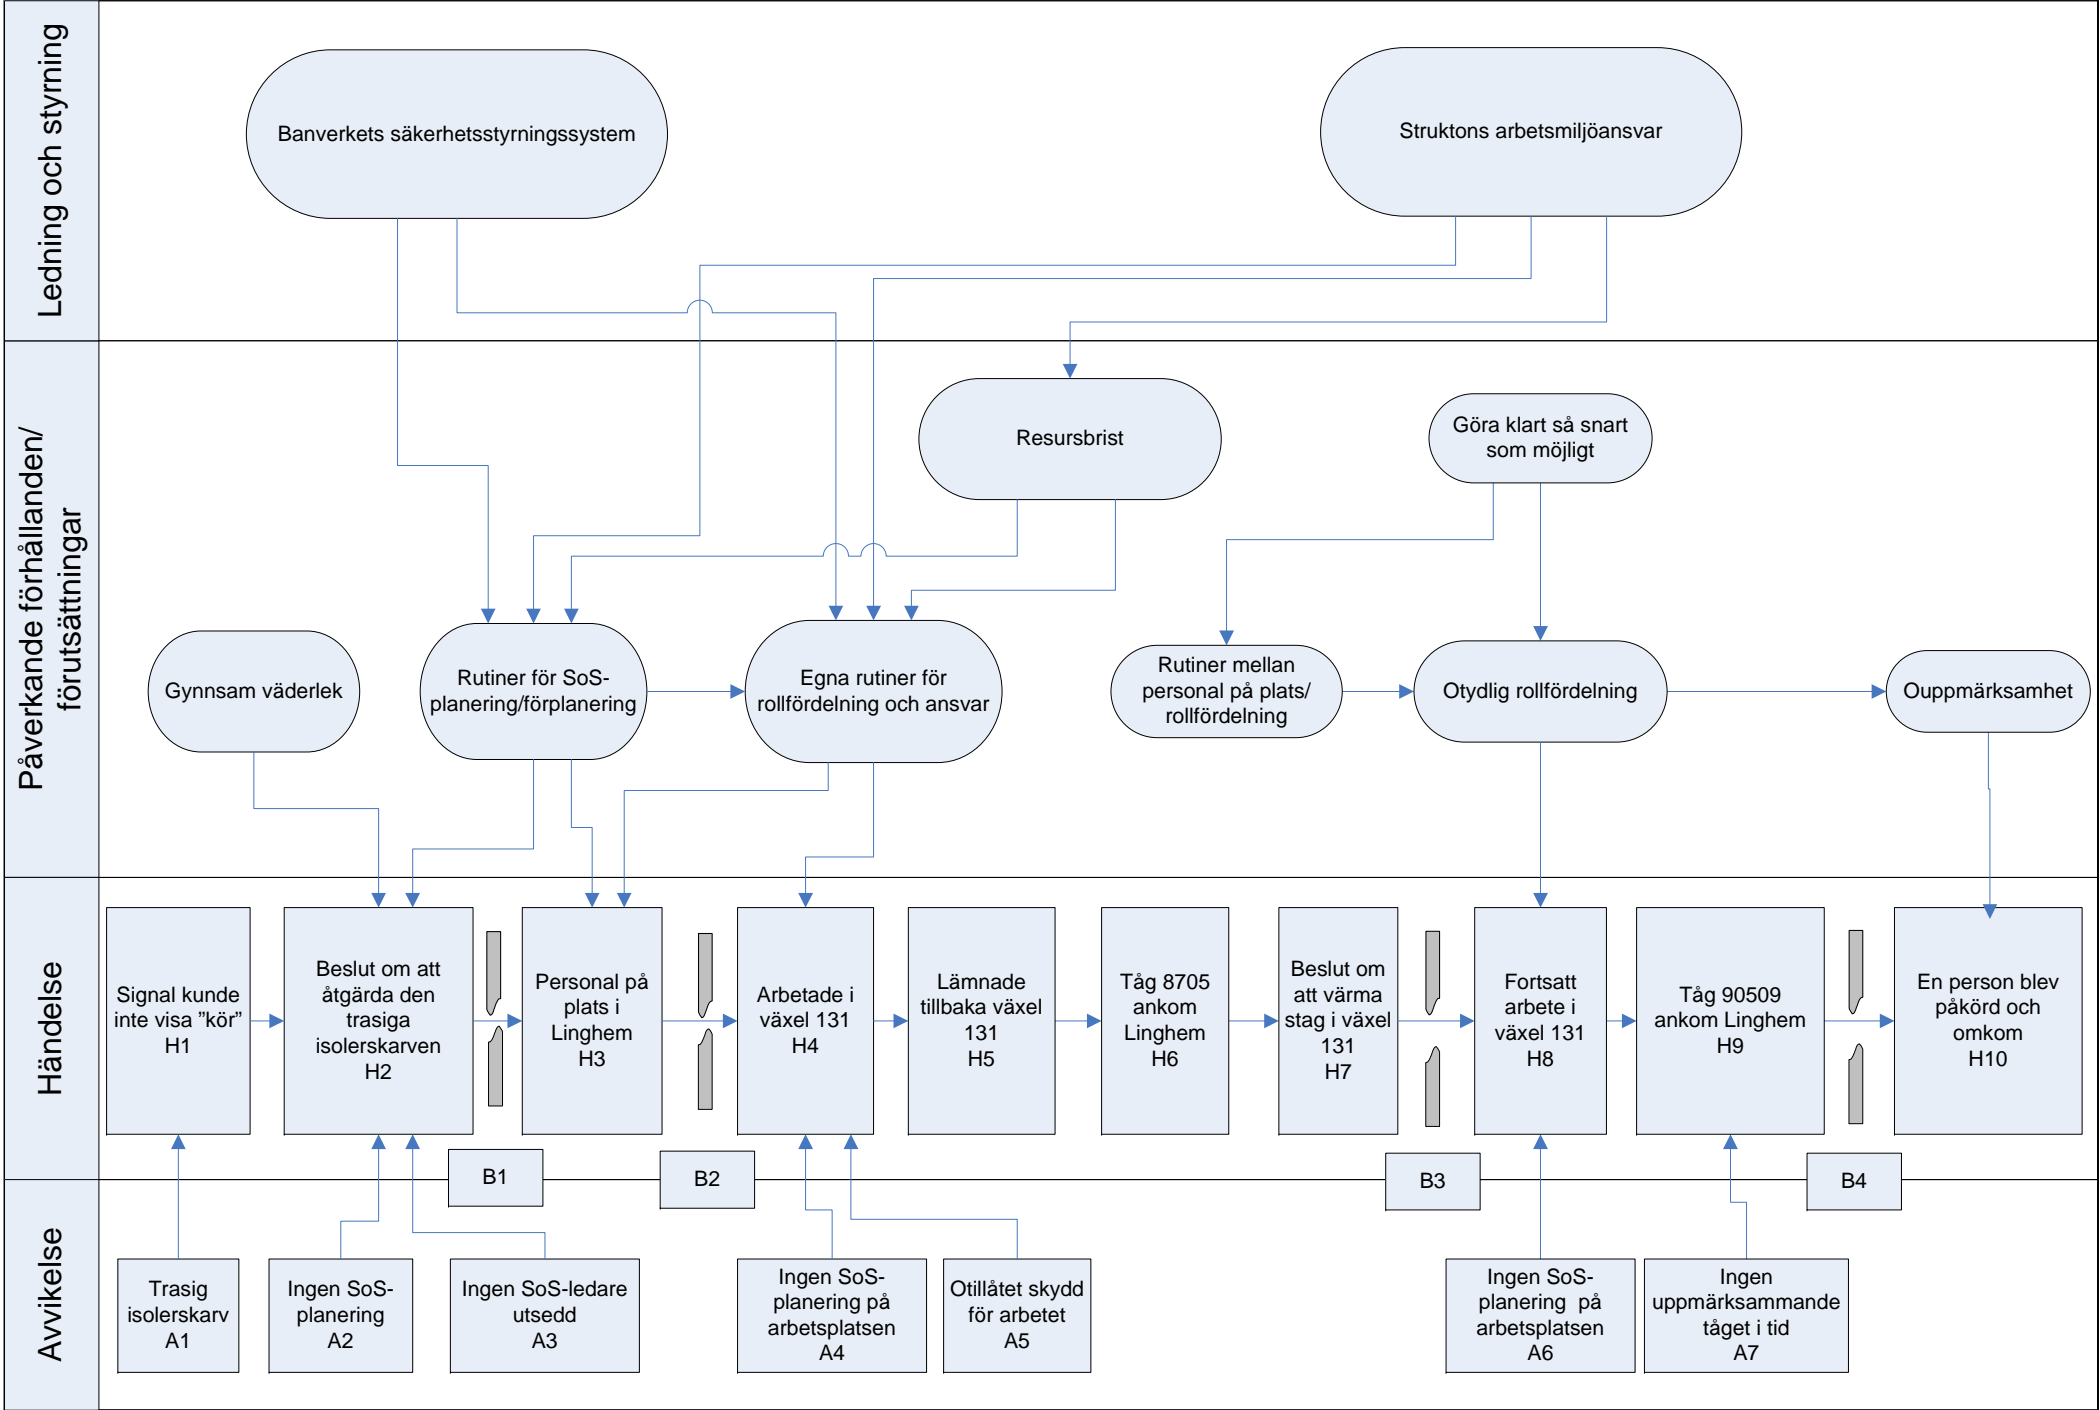 Ledning och styrning
Banverkets säkerhetsstyrningssystem
Struktons arbetsmiljöansvar
Påverkande förhållanden/
förutsättningar
Resursbrist
Göra klart så snart
som möjligt
Gynnsam väderlek
Rutiner för SoS-
planering/förplanering
Egna rutiner för
rollfördelning och ansvar
Rutiner mellan
personal på plats/
rollfördelning
Otydlig rollfördelning
Ouppmärksamhet
Händelse
Signal kunde
inte visa ”kör”
H1
Beslut om att
åtgärda den
trasiga
isolerskarven
H2
Personal på
plats i
Linghem
H3
Arbetade i
växel 131
H4
Lämnade
tillbaka växel
131
H5
Tåg 8705
ankom
Linghem
H6
Beslut om
att värma
stag i växel
131
H7
Fortsatt
arbete i
växel 131
H8
Tåg 90509
ankom Linghem
H9
En person blev
påkörd och
omkom
H10
B1
B2
B3
B4
Avvikelse
Trasig
isolerskarv
A1
Ingen SoS-
planering
A2
Ingen SoS-ledare
utsedd
A3
Ingen SoS-
planering på
arbetsplatsen
A4
Otillåtet skydd
för arbetet
A5
Ingen SoS-
planering  på
arbetsplatsen
A6
Ingen
uppmärksammande
tåget i tid
A7